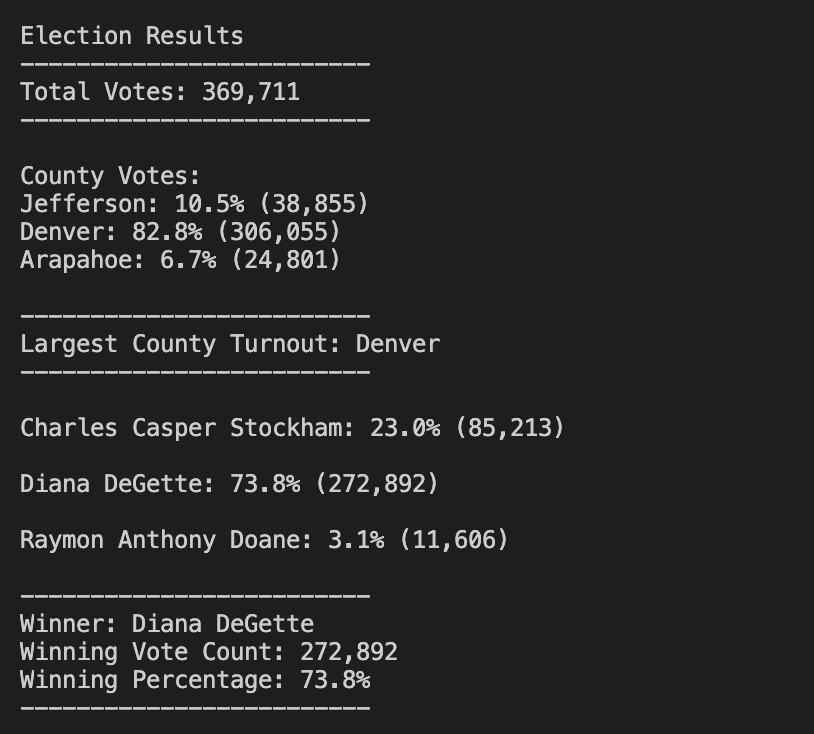 Election Results
-------------------------
Total Votes: 369,711
-------------------------
County Votes:
Jefferson: 10.5% (38,855)
Denver: 82.8% (306,055)
Arapahoe: 6.7% (24,801)
-------------------------
Largest County Turnout: Denver
-------------------------
Charles Casper Stockham: 23.0% (85,213)
Diana DeGette: 73.8% (272,892)
Raymon Anthony Doane: 3.1% (11,606)
-------------------------
Winner: Diana DeGette
Winning Vote Count: 272,892
Winning Percentage: 73.8%
-------------------------